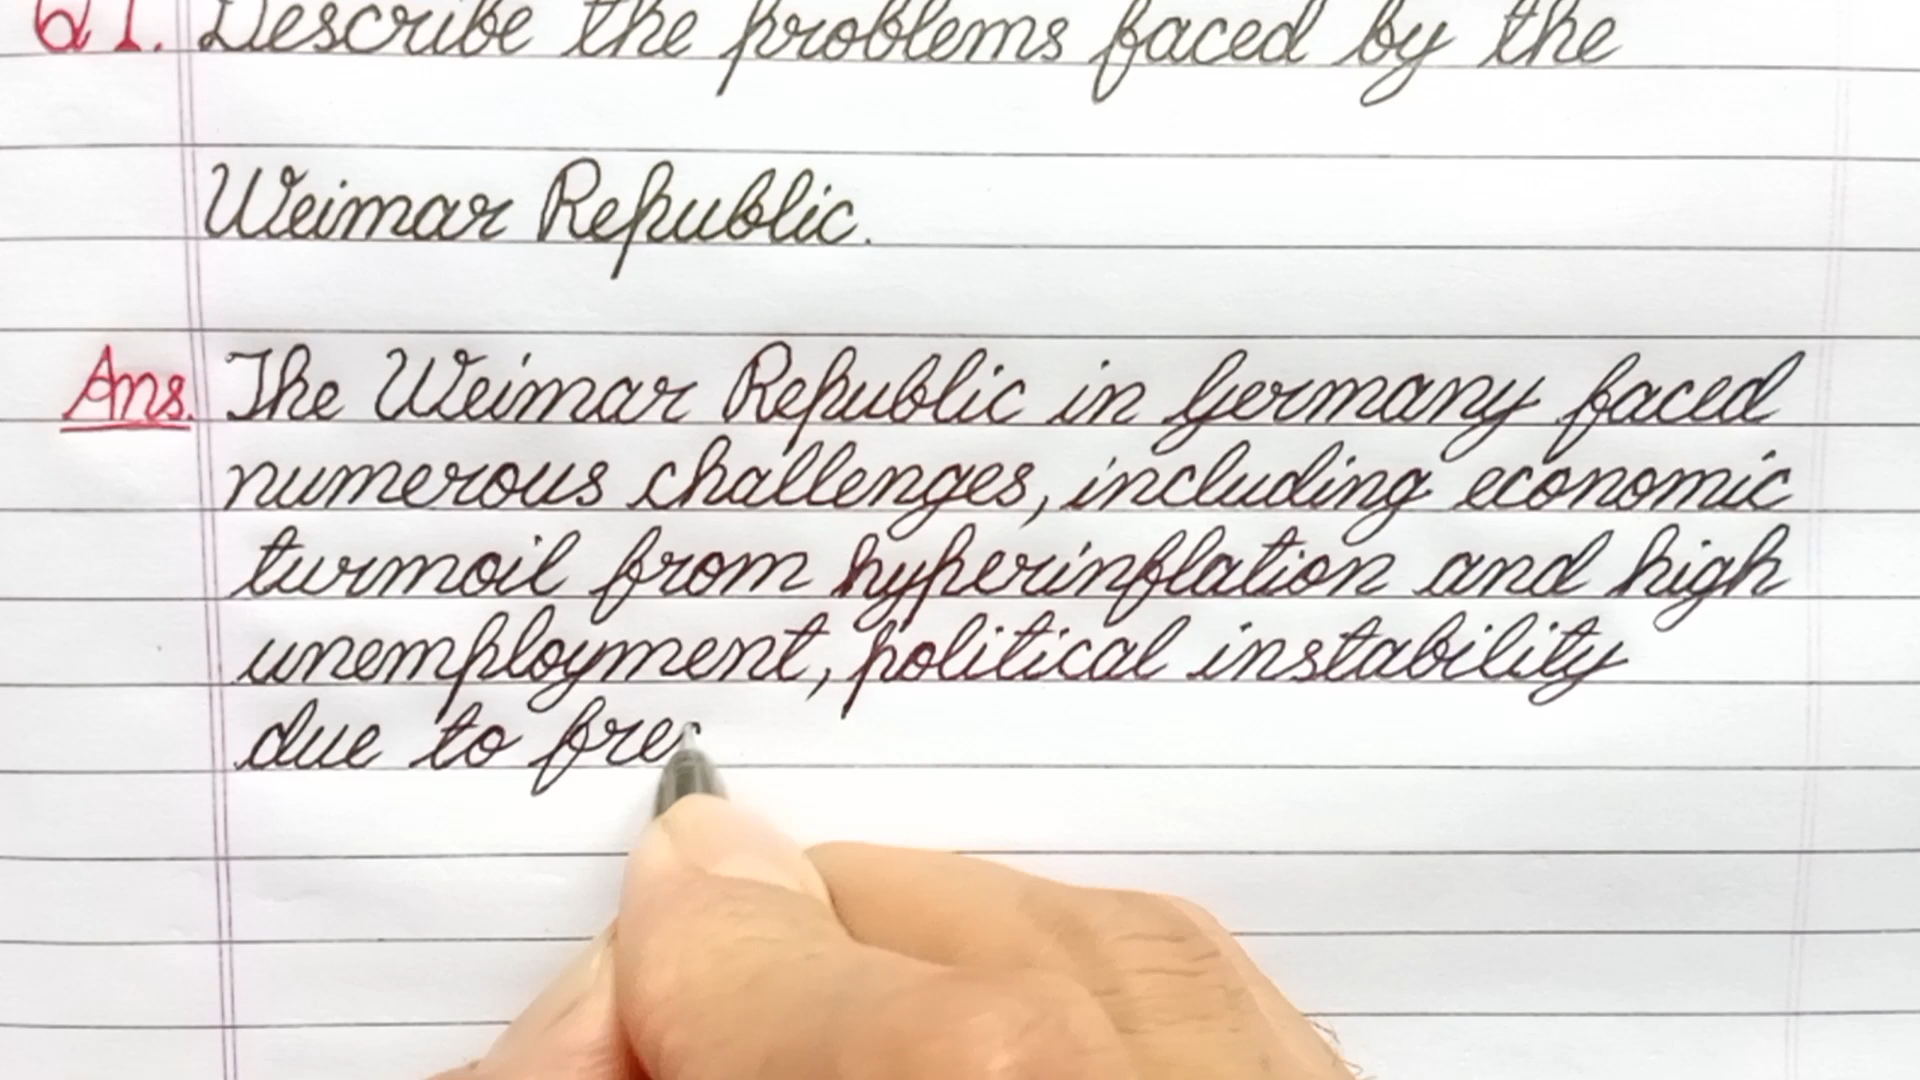 Q1. Describe the problems faced by the
Weimar Republic.
Ans. The Weimar Republic in Germany faced
numerous challenges, including economic
turmoil from hyperinflation and high
unemployment, political instability
due to fre